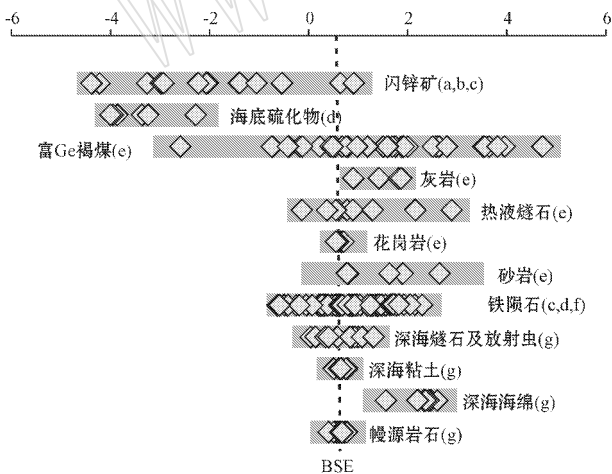 -6 -4 -2 0 2 4 6
闪锌矿(a,b,c)
海底硫化物(d)
富Ge褐煤(e)
灰岩(e)
热液燧石(e)
花岗岩(e)
砂岩(e)
铁陨石(c,d,f)
深海燧石及放射虫(g)
深海粘土(g)
深海海绵(g)
幔源岩石(g)
BSE